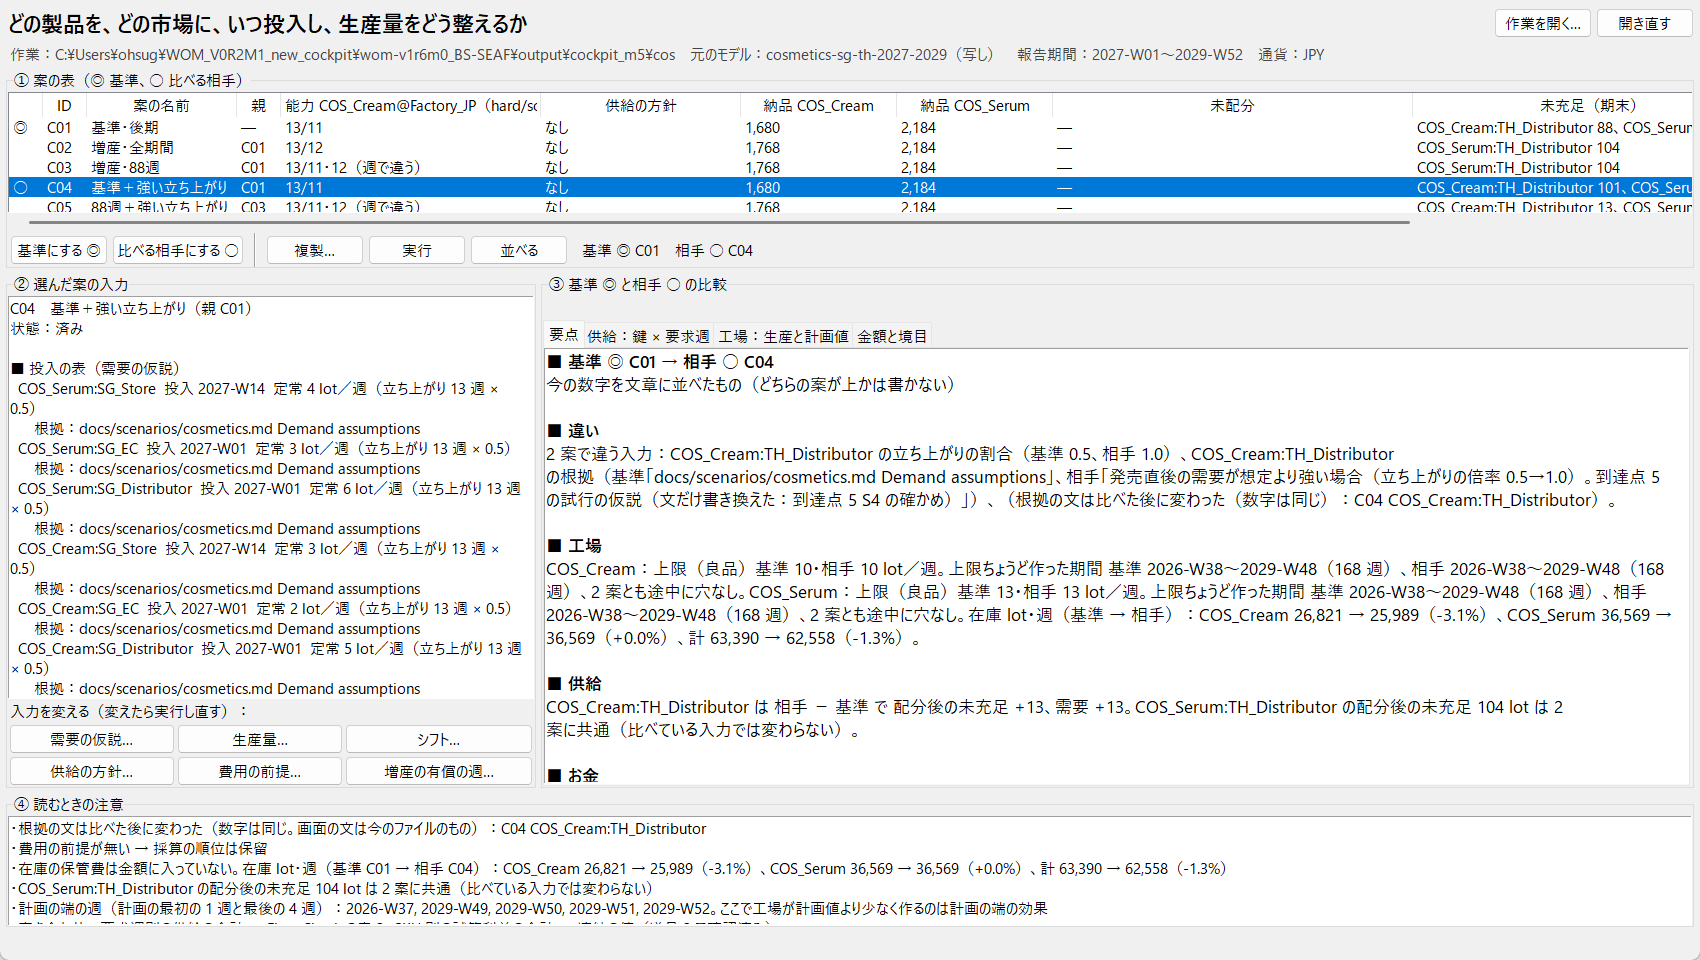 どの製品を、どの市場に、いつ投入し、生産量をどう整えるか
作業を開く...
開き直す
作業：C:¥Users¥ohsug¥WOM_V0R2M1_new_cockpit¥wom-v1r6m0_BS-SEAF¥output¥cockpit_m5¥cos　元のモデル：cosmetics-sg-th-2027-2029（写し）　報告期間：2027-W01～2029-W52　通貨：JPY
① 案の表（◎ 基準、○ 比べる相手）
ID 案の名前 親 能力 COS_Cream@Factory_JP（hard/sc 供給の方針 納品 COS_Cream 納品 COS_Serum 未配分 未充足（期末）
◎ C01 基準・後期 — 13/11 なし 1,680 2,184 — COS_Cream:TH_Distributor 88、COS_Serun
C02 増産・全期間 C01 13/12 なし 1,768 2,184 — COS_Serum:TH_Distributor 104
C03 増産・88週 C01 13/11・12（週で違う） なし 1,768 2,184 — COS_Serum:TH_Distributor 104
○ C04 基準＋強い立ち上がり C01 13/11 なし 1,680 2,184 — COS_Cream:TH_Distributor 101、COS_Seru
C05 88週＋強い立ち上がり C03 13/11・12（週で違う） なし 1,768 2,184 — COS_Cream:TH_Distributor 13、COS_Serun
基準にする ◎ 比べる相手にする ○ 複製... 実行 並べる 基準 ◎ C01　相手 ○ C04
② 選んだ案の入力
C04　基準＋強い立ち上がり（親 C01）
状態：済み
■ 投入の表（需要の仮説）
COS_Serum:SG_Store 投入 2027-W14 定常 4 lot／週（立ち上がり 13 週 ×
0.5）
根拠：docs/scenarios/cosmetics.md Demand assumptions
COS_Serum:SG_EC 投入 2027-W01 定常 3 lot／週（立ち上がり 13 週 × 0.5）
根拠：docs/scenarios/cosmetics.md Demand assumptions
COS_Serum:SG_Distributor 投入 2027-W01 定常 6 lot／週（立ち上がり 13 週
× 0.5）
根拠：docs/scenarios/cosmetics.md Demand assumptions
COS_Cream:SG_Store 投入 2027-W14 定常 3 lot／週（立ち上がり 13 週 ×
0.5）
根拠：docs/scenarios/cosmetics.md Demand assumptions
COS_Cream:SG_EC 投入 2027-W01 定常 2 lot／週（立ち上がり 13 週 × 0.5）
根拠：docs/scenarios/cosmetics.md Demand assumptions
COS_Cream:SG_Distributor 投入 2027-W01 定常 5 lot／週（立ち上がり 13 週
× 0.5）
根拠：docs/scenarios/cosmetics.md Demand assumptions
入力を変える（変えたら実行し直す）：
需要の仮説... 生産量... シフト...
供給の方針... 費用の前提... 増産の有償の週...
③ 基準 ◎ と相手 ○ の比較
要点 供給：鍵 × 要求週 工場：生産と計画値 金額と境目
■ 基準 ◎ C01 → 相手 ○ C04
今の数字を文章に並べたもの（どちらの案が上かは書かない）
■ 違い
2 案で違う入力：COS_Cream:TH_Distributor の立ち上がりの割合（基準 0.5、相手 1.0）、COS_Cream:TH_Distributor
の根拠（基準「docs/scenarios/cosmetics.md Demand assumptions」、相手「発売直後の需要が想定より強い場合（立ち上がりの倍率 0.5→1.0）。到達点 5
の試行の仮説（文だけ書き換えた：到達点 5 S4 の確かめ）」）、（根拠の文は比べた後に変わった（数字は同じ）：C04 COS_Cream:TH_Distributor）。
■ 工場
COS_Cream：上限（良品）基準 10・相手 10 lot／週。上限ちょうど作った期間 基準 2026-W38～2029-W48（168 週）、相手 2026-W38～2029-W48（168
週）、2 案とも途中に穴なし。COS_Serum：上限（良品）基準 13・相手 13 lot／週。上限ちょうど作った期間 基準 2026-W38～2029-W48（168 週）、相手
2026-W38～2029-W48（168 週）、2 案とも途中に穴なし。在庫 lot・週（基準 → 相手）：COS_Cream 26,821 → 25,989（-3.1%）、COS_Serum 36,569 →
36,569（+0.0%）、計 63,390 → 62,558（-1.3%）。
■ 供給
COS_Cream:TH_Distributor は 相手 － 基準 で 配分後の未充足 +13、需要 +13。COS_Serum:TH_Distributor の配分後の未充足 104 lot は 2
案に共通（比べている入力では変わらない）。
■ お金
④ 読むときの注意
・根拠の文は比べた後に変わった（数字は同じ。画面の文は今のファイルのもの）：C04 COS_Cream:TH_Distributor
・費用の前提が無い → 採算の順位は保留
・在庫の保管費は金額に入っていない。在庫 lot・週（基準 C01 → 相手 C04）：COS_Cream 26,821 → 25,989（-3.1%）、COS_Serum 36,569 → 36,569（+0.0%）、計 63,390 → 62,558（-1.3%）
・COS_Serum:TH_Distributor の配分後の未充足 104 lot は 2 案に共通（比べている入力では変わらない）
・計画の端の週（計画の最初の 1 週と最後の 4 週）：2026-W37, 2029-W49, 2029-W50, 2029-W51, 2029-W52。ここで工場が計画値より少なく作るのは計画の端の効果